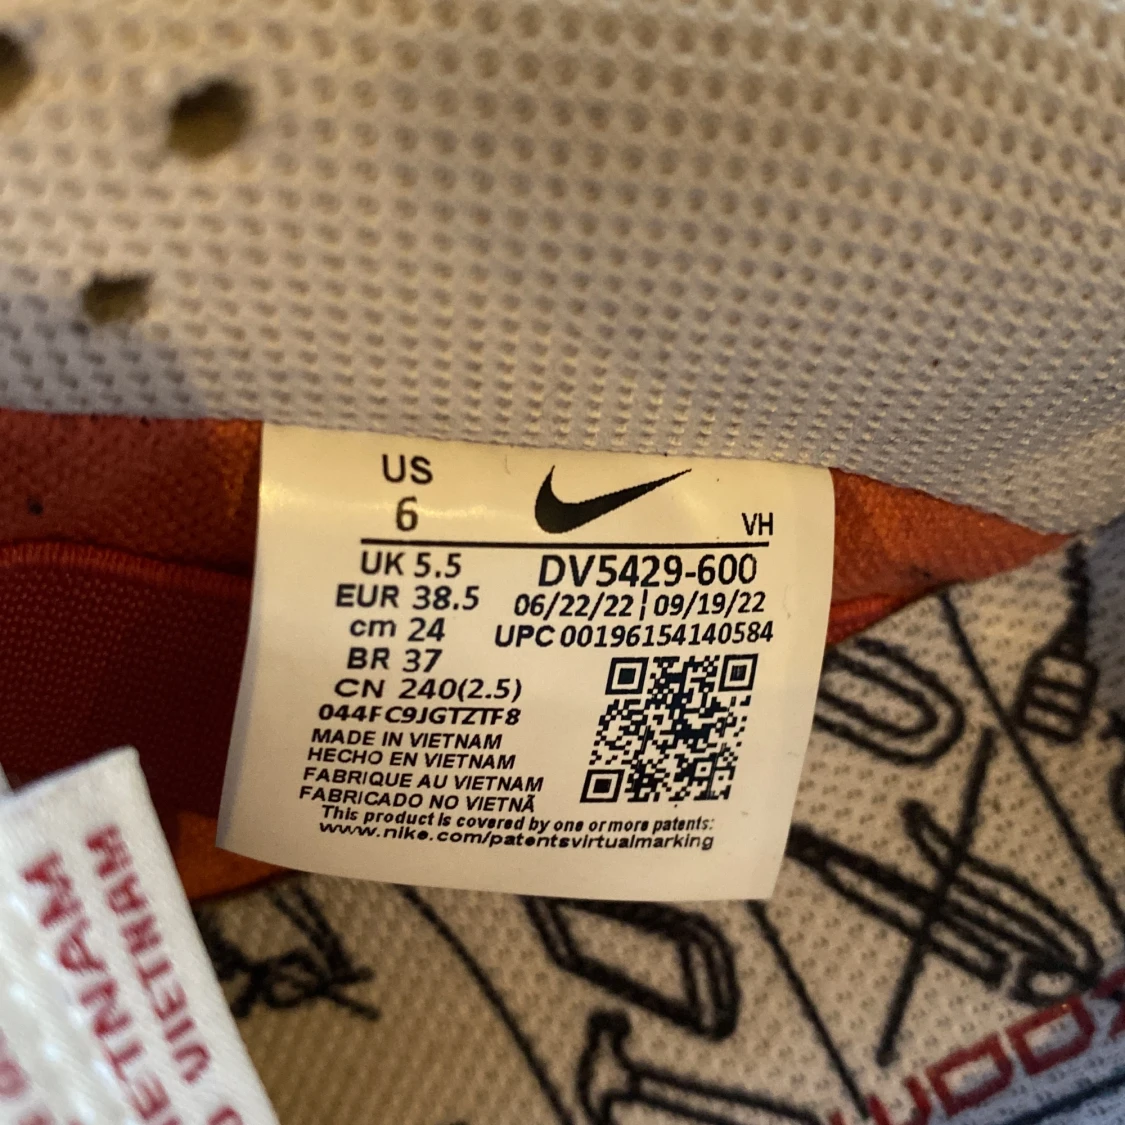 US
6
VH
UK 5.5
EUR 38.5
cm 24
BR 37
CN 240(2.5)
DV5429-600
06/22/22 | 09/19/22
UPC 00196154140584
044FC9JGTZTF8
MADE IN VIETNAM
HECHO EN VIETNAM
FABRIQUE AU VIETNAM
FABRICADO NO VIETNÃ
This product is covered by one or more patents:
www.nike.com/patentsvirtualmarking
VIETNAM
VIETNAM